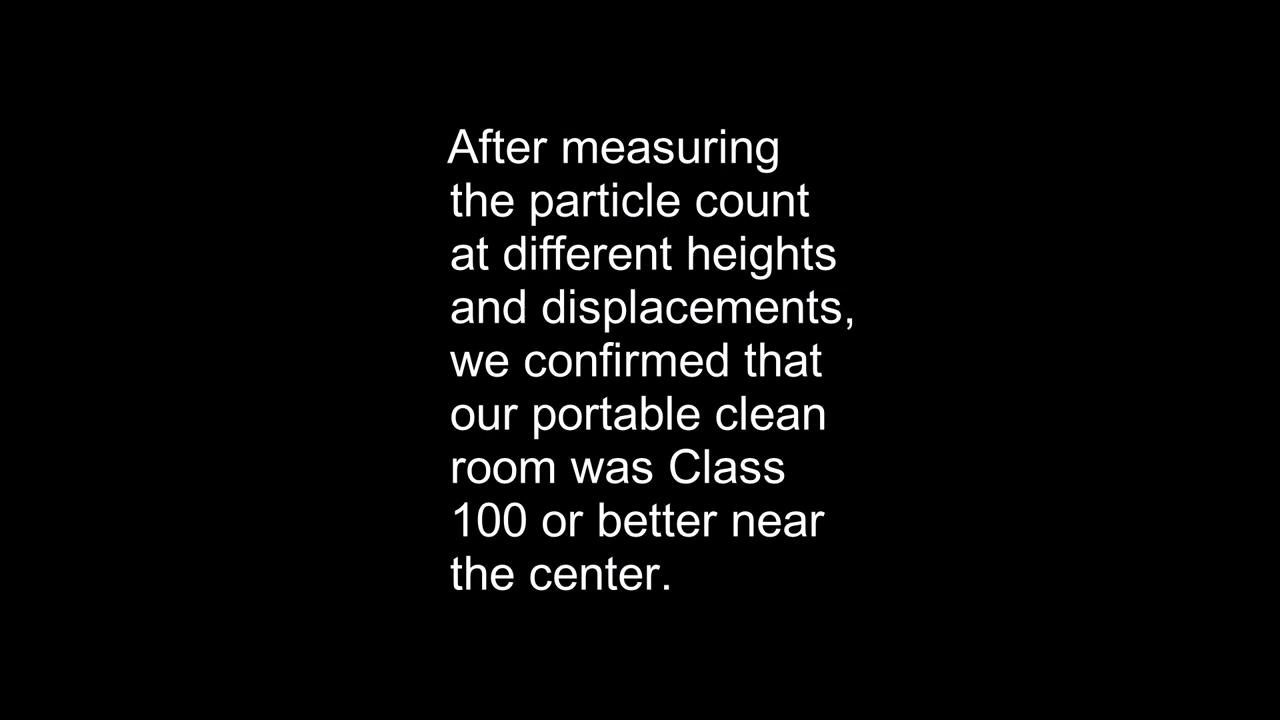 After measuring
the particle count
at different heights
and displacements,
we confirmed that
our portable clean
room was Class
100 or better near
the center.